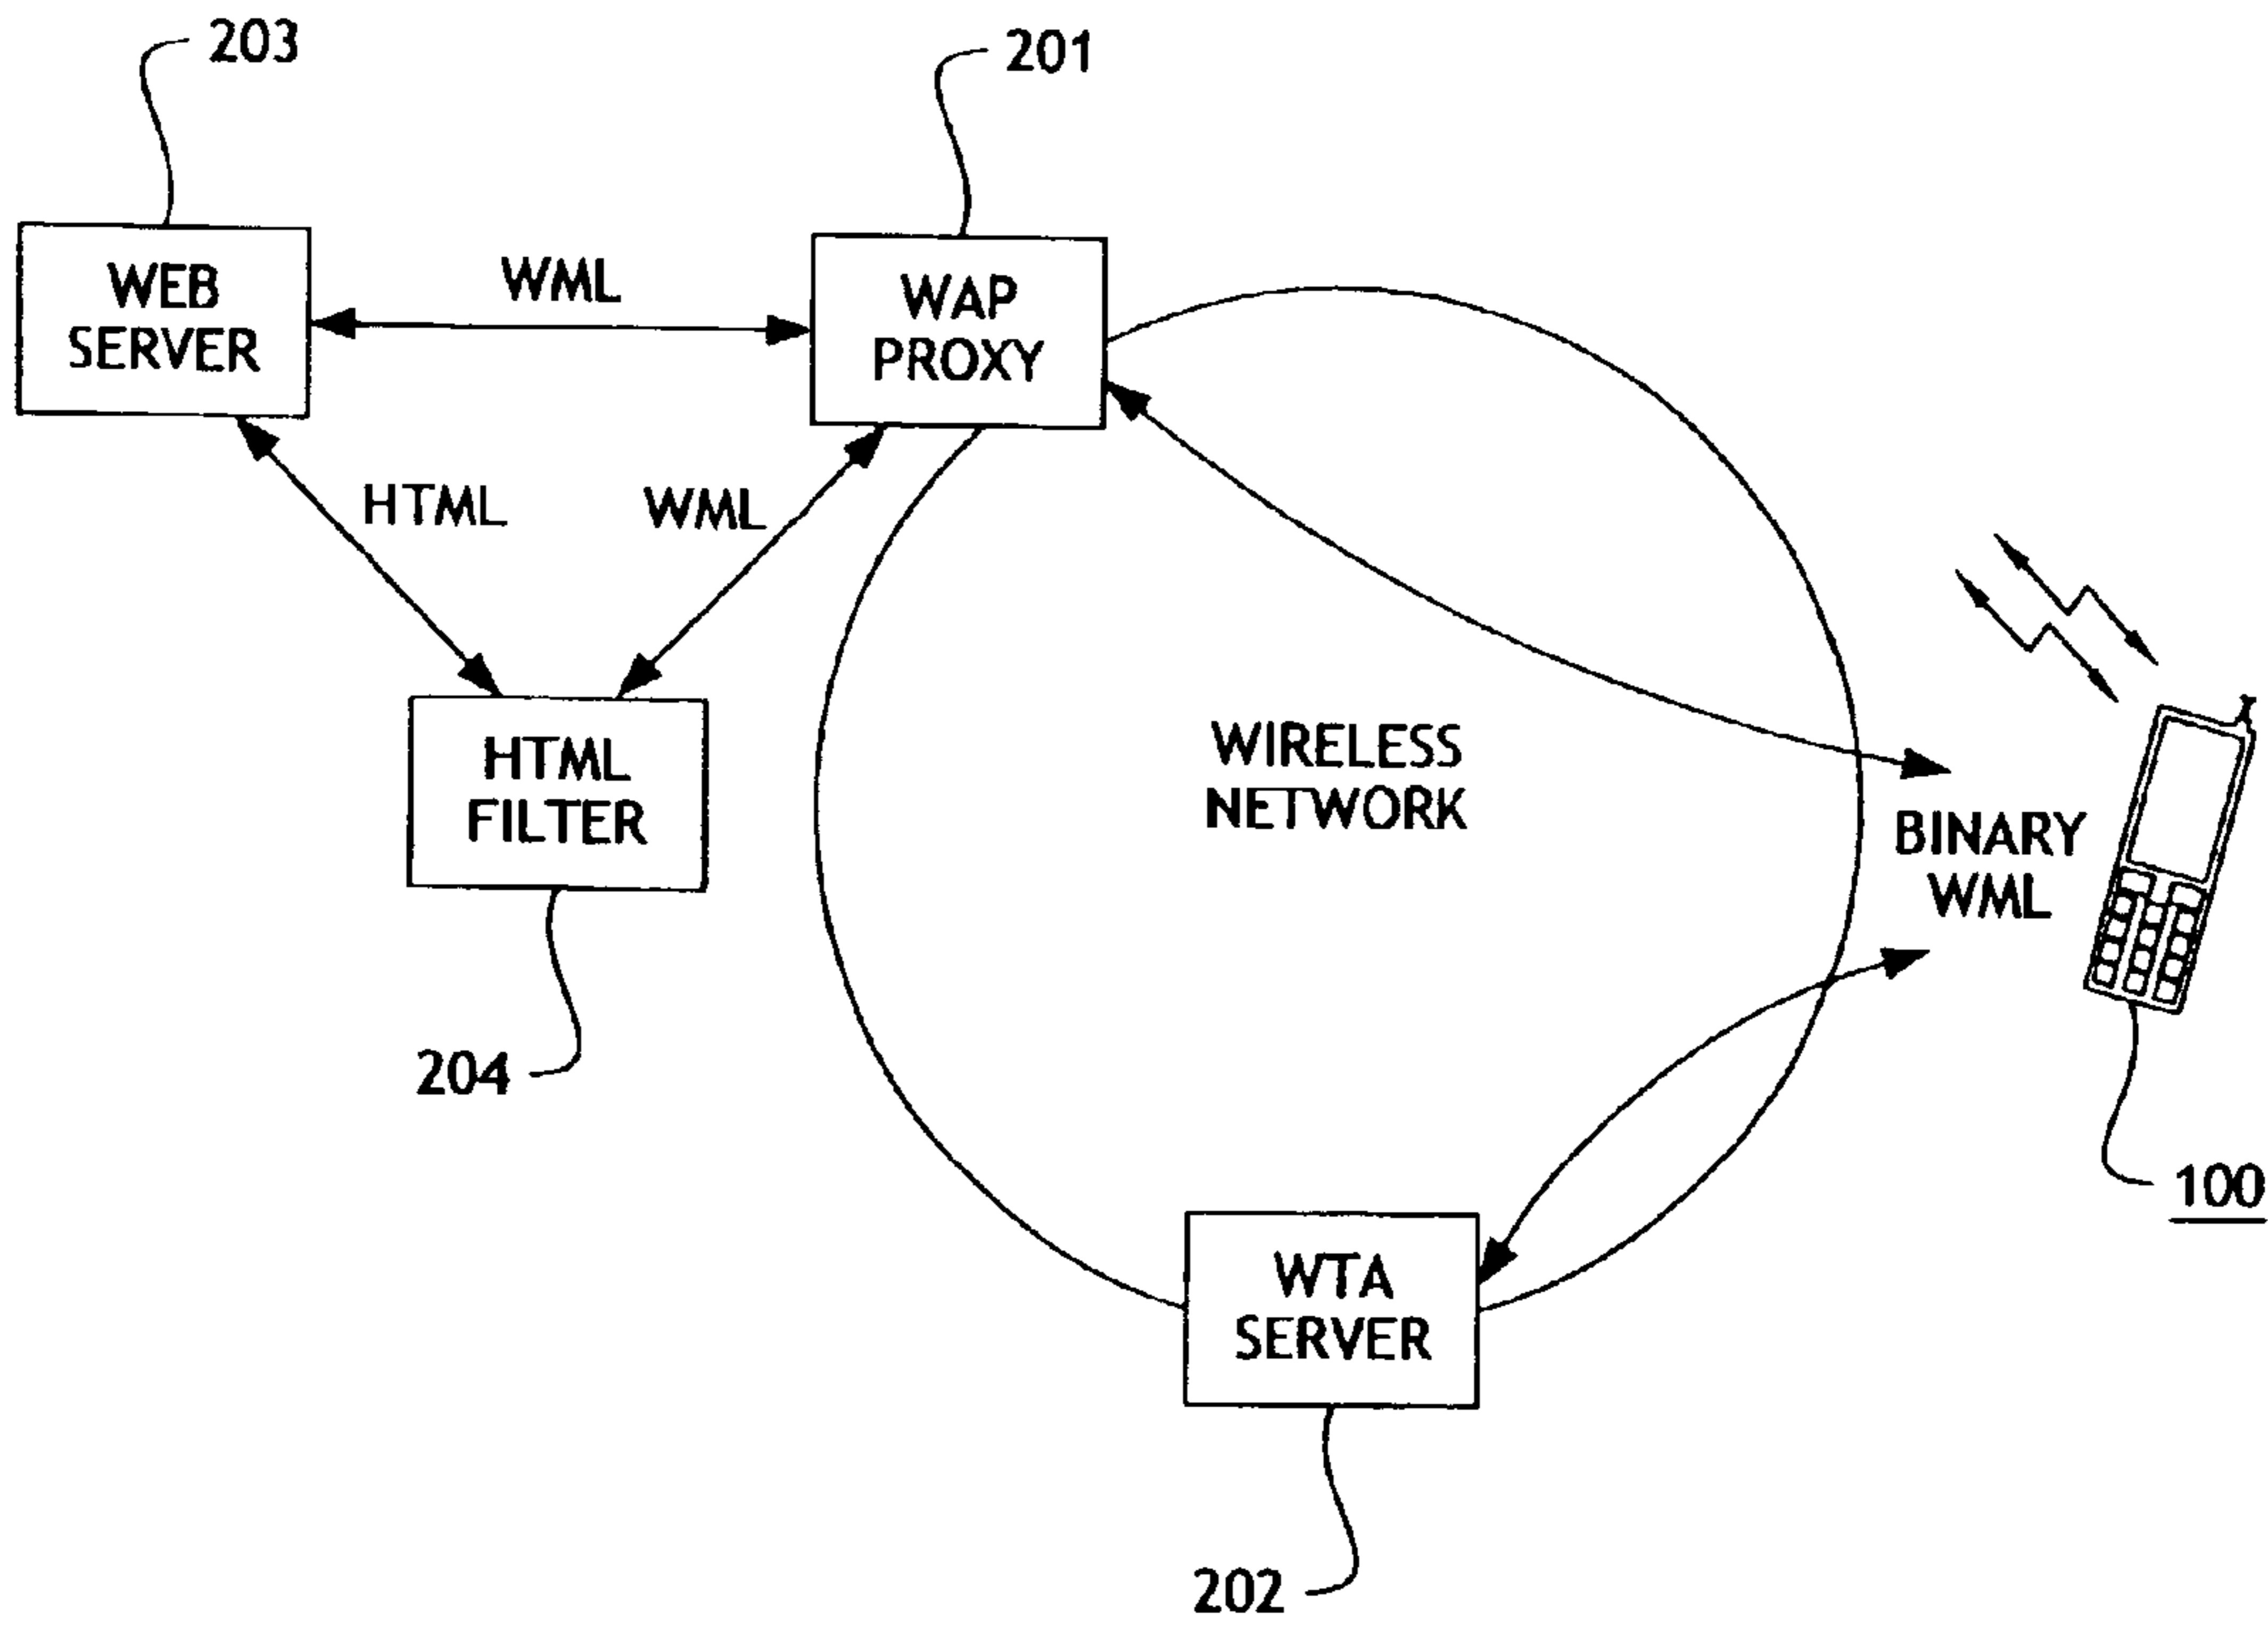 203
201
WEB
SERVER
WML
WAP
PROXY
HTML
WML
HTML
FILTER
WIRELESS
NETWORK
BINARY
WML
204
100
WTA
SERVER
202